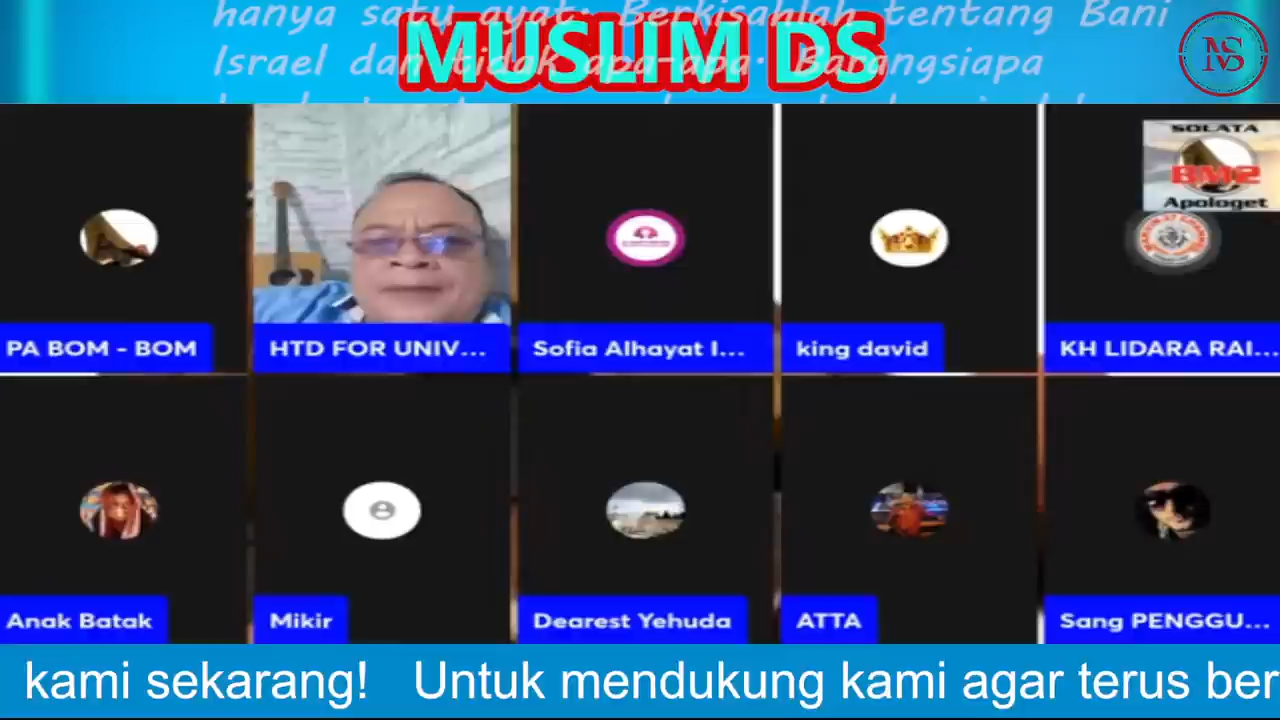 hanya satu ayat. Berkisahlah tentang Bani
Israel dan tidak apa-apa. Barangsiapa
MUSLIM DS
MS
SOLATA
BM2
Apologet
PA BOM - BOM
HTD FOR UNIV...
Sofia Alhayat I...
king david
KH LIDARA RAI...
Anak Batak
Mikir
Dearest Yehuda
ATTA
Sang PENGGU...
kami sekarang! Untuk mendukung kami agar terus ber